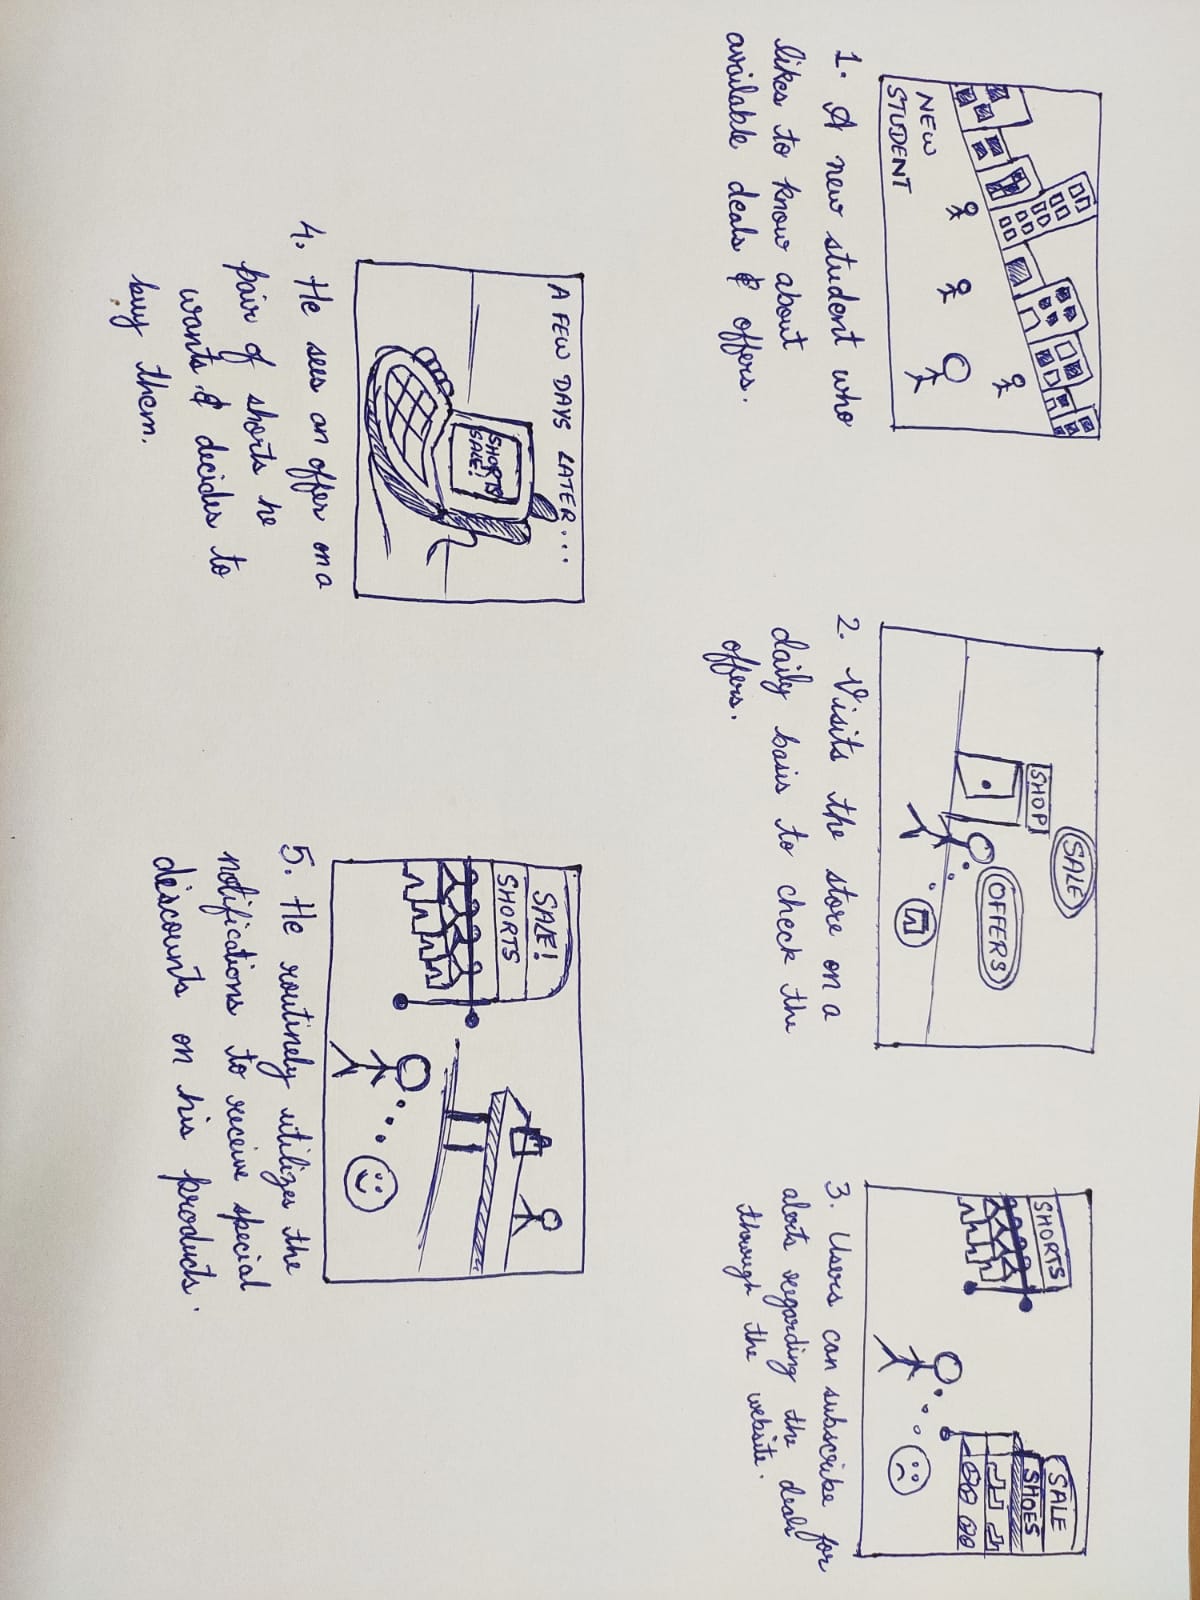 NEW
STUDENT
1. A new student who
likes to know about
available deals & offers.
SALE
SHOP
OFFERS
2. Visits the store on a
daily basis to check the
offers.
SHORTS
SALE
SHOES
3. Users can subscribe for
alerts regarding the deals
through the website.
A FEW DAYS LATER...
SHORTS
SALE!
4. He sees an offer on a
pair of shorts he
wants & decides to
buy them.
SALE!
SHORTS
5. He routinely utilizes the
notifications to receive special
discounts on his products.